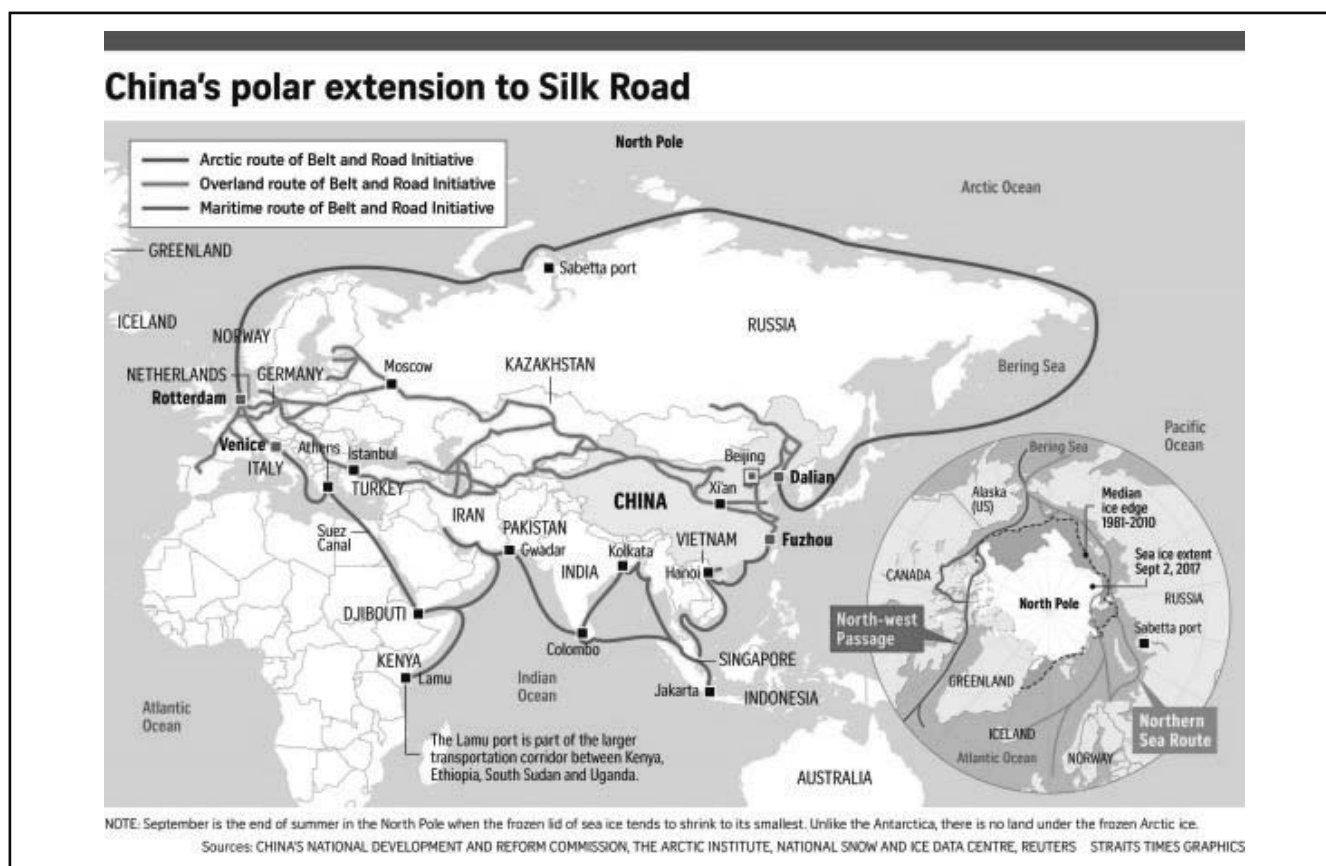 China's polar extension to Silk Road
Arctic route of Belt and Road Initiative
Overland route of Belt and Road Initiative
Maritime route of Belt and Road Initiative
North Pole
Arctic Ocean
GREENLAND
Sabetta port
ICELAND
NORWAY
RUSSIA
Bering Sea
NETHERLANDS
GERMANY
Moscow
KAZAKHSTAN
Rotterdam
Pacific
Ocean
Venice
Athens
Istanbul
ITALY
TURKEY
Beijing
Dalian
Xi'an
CHINA
IRAN
Suez
Canal
PAKISTAN
Gwadar
Kolkata
VIETNAM
Fuzhou
INDIA
Hanoi
DJIBOUTI
Colombo
SINGAPORE
KENYA
Lamu
Indian
Ocean
Jakarta
INDONESIA
Atlantic
Ocean
The Lamu port is part of the larger
transportation corridor between Kenya,
Ethiopia, South Sudan and Uganda.
AUSTRALIA
Bering Sea
Alaska
(US)
Median
ice edge
1981-2010
Sea ice extent
Sept 2, 2017
CANADA
North Pole
RUSSIA
North-west
Passage
Sabetta port
GREENLAND
ICELAND
Northern
Sea Route
Atlantic Ocean
NORWAY
NOTE: September is the end of summer in the North Pole when the frozen lid of sea ice tends to shrink to its smallest. Unlike the Antarctica, there is no land under the frozen Arctic ice.
Sources: CHINA'S NATIONAL DEVELOPMENT AND REFORM COMMISSION, THE ARCTIC INSTITUTE, NATIONAL SNOW AND ICE DATA CENTRE, REUTERS STRAITS TIMES GRAPHICS